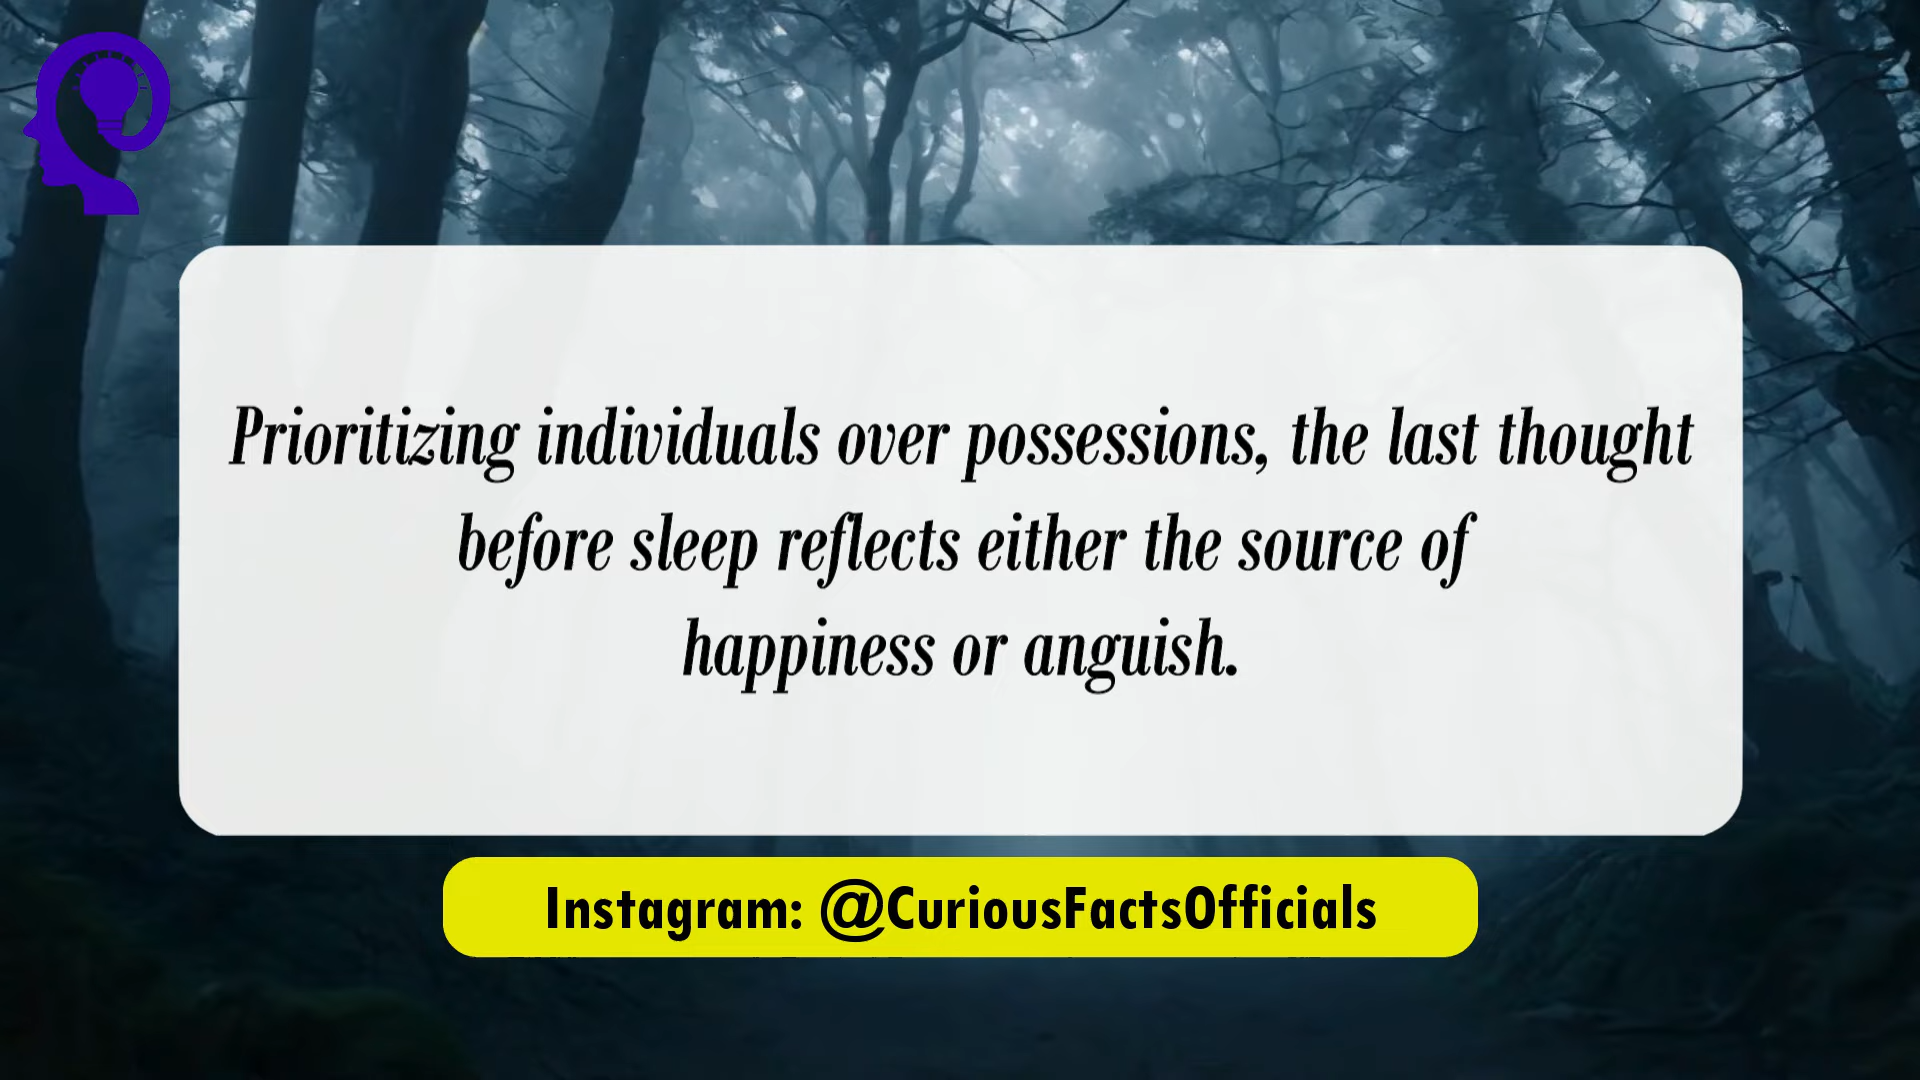 Prioritizing individuals over possessions, the last thought
before sleep reflects either the source of
happiness or anguish.
Instagram: @CuriousFactsOfficials